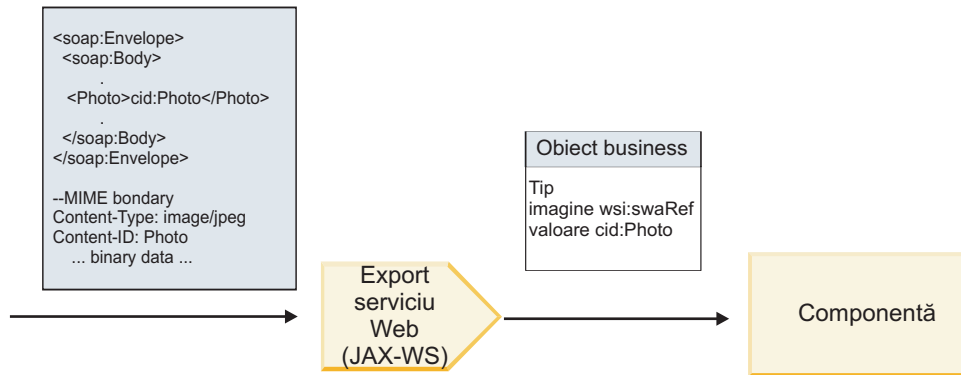 <soap:Envelope>
<soap:Body>
.
<Photo>cid:Photo</Photo>
.
</soap:Body>
</soap:Envelope>
--MIME bondary
Content-Type: image/jpeg
Content-ID: Photo
... binary data ...
Obiect business
Tip
imagine wsi:swaRef
valoare cid:Photo
Export
serviciu
Web
(JAX-WS)
Componentă